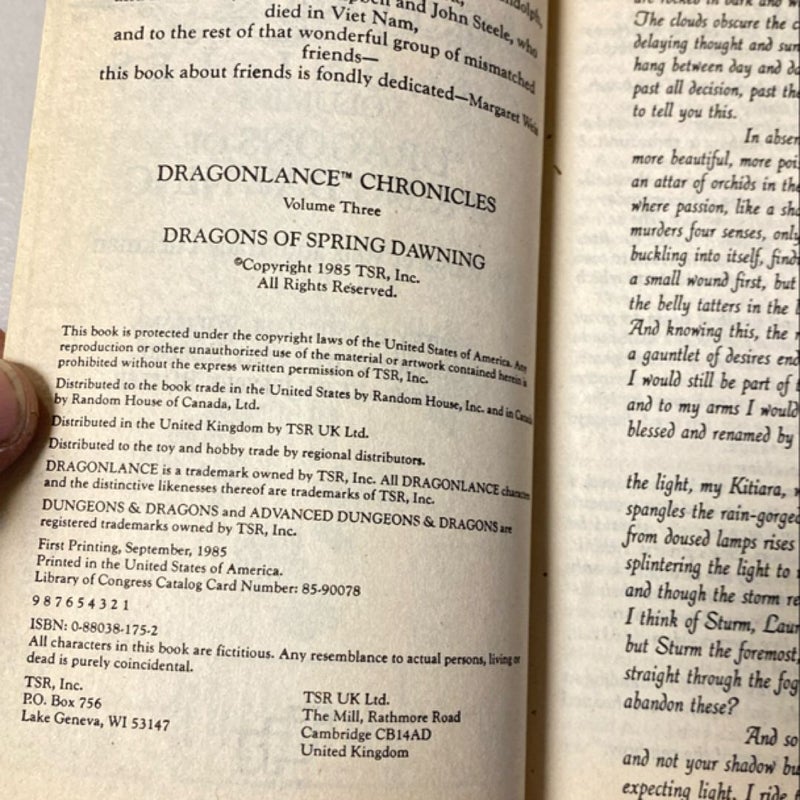 and John Steele, who
died in Viet Nam,
and to the rest of that wonderful group of mismatched
friends—
this book about friends is fondly dedicated—Margaret Weis
DRAGONLANCE™ CHRONICLES
Volume Three
DRAGONS OF SPRING DAWNING
©Copyright 1985 TSR, Inc.
All Rights Reserved.
This book is protected under the copyright laws of the United States of America. Any
reproduction or other unauthorized use of the material or artwork contained herein is
prohibited without the express written permission of TSR, Inc.
Distributed to the book trade in the United States by Random House, Inc. and in Canada
by Random House of Canada, Ltd.
Distributed in the United Kingdom by TSR UK Ltd.
Distributed to the toy and hobby trade by regional distributors.
DRAGONLANCE is a trademark owned by TSR, Inc. All DRAGONLANCE characters
and the distinctive likenesses thereof are trademarks of TSR, Inc.
DUNGEONS & DRAGONS and ADVANCED DUNGEONS & DRAGONS are
registered trademarks owned by TSR, Inc.
First Printing, September, 1985
Printed in the United States of America.
Library of Congress Catalog Card Number: 85-90078
9 8 7 6 5 4 3 2 1
ISBN: 0-88038-175-2
All characters in this book are fictitious. Any resemblance to actual persons, living or
dead is purely coincidental.
TSR, Inc.
P.O. Box 756
Lake Geneva, WI 53147
TSR UK Ltd.
The Mill, Rathmore Road
Cambridge CB14AD
United Kingdom
The clouds obscure the
delaying thought and
hang between day and
past all decision, past the
to tell you this.
In
more beautiful, more
an attar of orchids in the
where passion, like a
murders four senses, only
buckling into itself,
a small wound first, but
the belly tatters in the
And knowing this, the
a gauntlet of desires
I would still be part of
and to my arms I would
blessed and renamed by
the light, my Kitiara,
spangles the rain-gorged
from doused lamps rises
splintering the light to
and though the storm
I think of Sturm,
but Sturm the foremost,
straight through the fog
abandon these?
And so
and not your shadow
expecting light, I ride